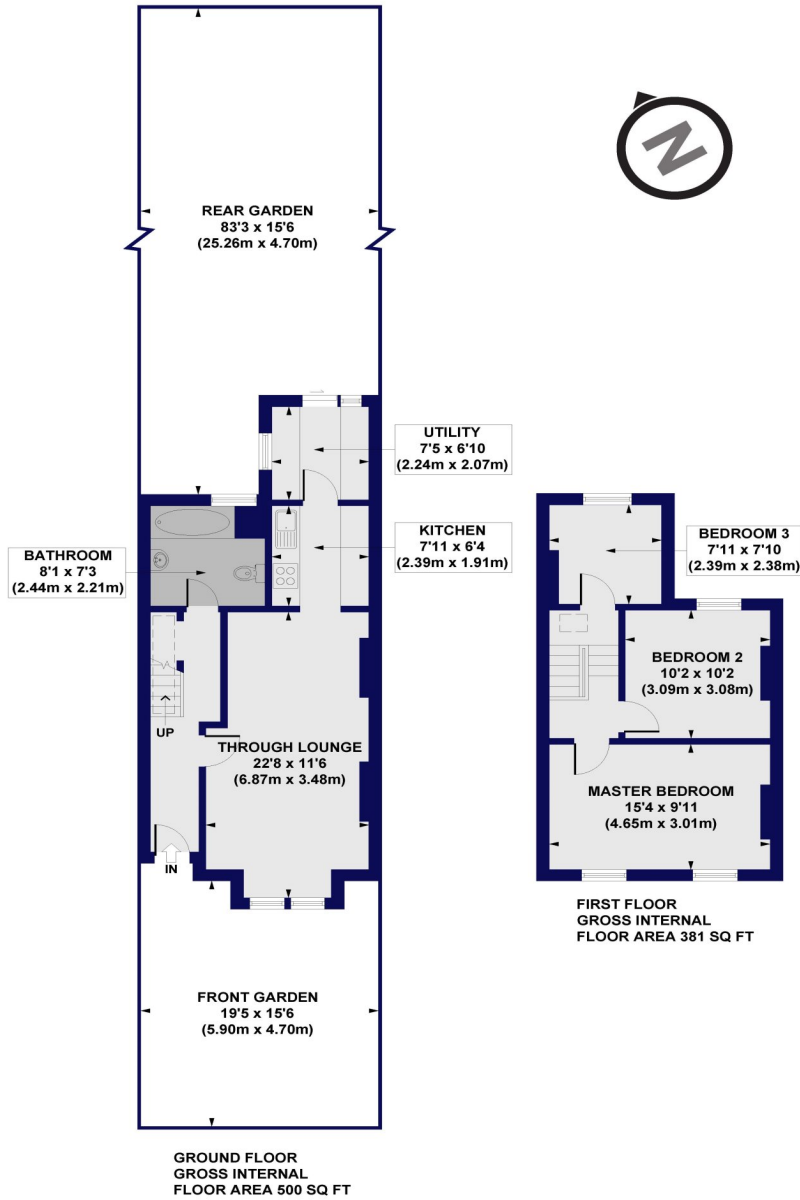 N
REAR GARDEN
83'3 x 15'6
(25.26m x 4.70m)
UTILITY
7'5 x 6'10
(2.24m x 2.07m)
KITCHEN
7'11 x 6'4
(2.39m x 1.91m)
BATHROOM
8'1 x 7'3
(2.44m x 2.21m)
UP
THROUGH LOUNGE
22'8 x 11'6
(6.87m x 3.48m)
IN
FRONT GARDEN
19'5 x 15'6
(5.90m x 4.70m)
GROUND FLOOR
GROSS INTERNAL
FLOOR AREA 500 SQ FT
BEDROOM 3
7'11 x 7'10
(2.39m x 2.38m)
BEDROOM 2
10'2 x 10'2
(3.09m x 3.08m)
MASTER BEDROOM
15'4 x 9'11
(4.65m x 3.01m)
FIRST FLOOR
GROSS INTERNAL
FLOOR AREA 381 SQ FT